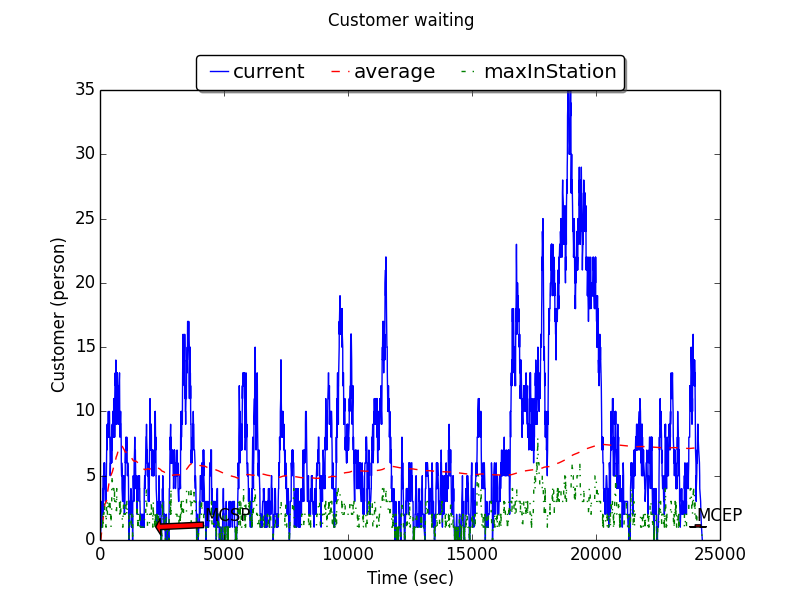 Customer waiting
current average maxInStation
35
30
25
20
15
10
5
0
Customer (person)
MCSP
MCEP
0 5000 10000 15000 20000 25000
Time (sec)